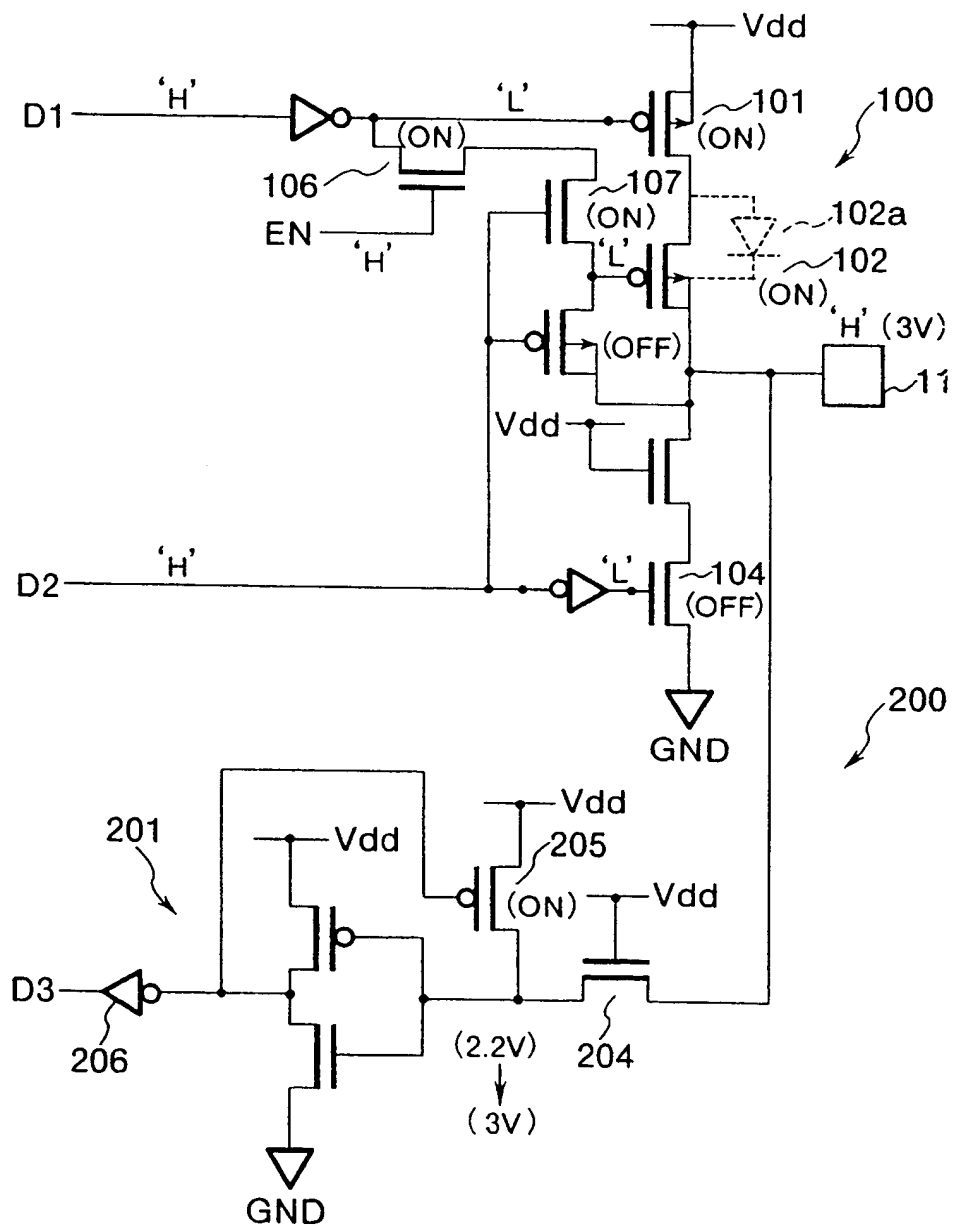 Vdd
D1
'H'
'L'
101
(ON)
100
(ON)
106
107
(ON)
102a
EN
'H'
'L'
102
(ON)
'H' (3V)
(OFF)
11
Vdd
D2
'H'
'L'
104
(OFF)
GND
200
Vdd
201
Vdd
205
(ON)
Vdd
D3
206
204
(2.2V)
(3V)
GND